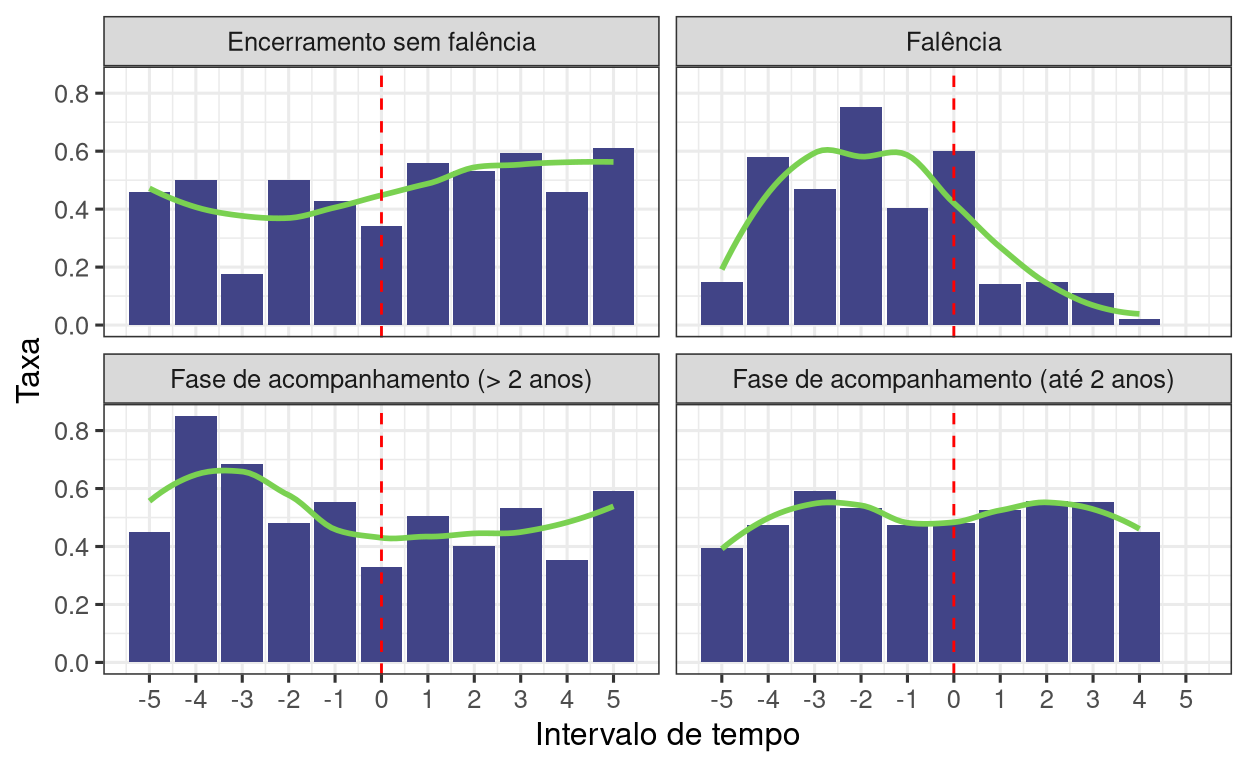 Encerramento sem falência
Falência
0.8
0.6
0.4
0.2
0.0
Taxa
Fase de acompanhamento (> 2 anos)
Fase de acompanhamento (até 2 anos)
0.8
0.6
0.4
0.2
0.0
-5 -4 -3 -2 -1 0 1 2 3 4 5
-5 -4 -3 -2 -1 0 1 2 3 4 5
Intervalo de tempo